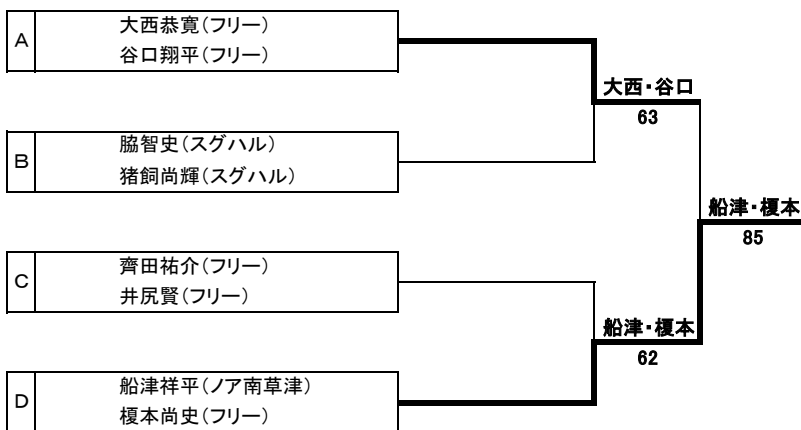 A
大西恭寛(フリー)
谷口翔平(フリー)
大西・谷口
63
B
脇智史(スグハル)
猪飼尚輝(スグハル)
船津・榎本
85
C
齊田祐介(フリー)
井尻賢(フリー)
船津・榎本
62
D
船津祥平(ノア南草津)
榎本尚史(フリー)